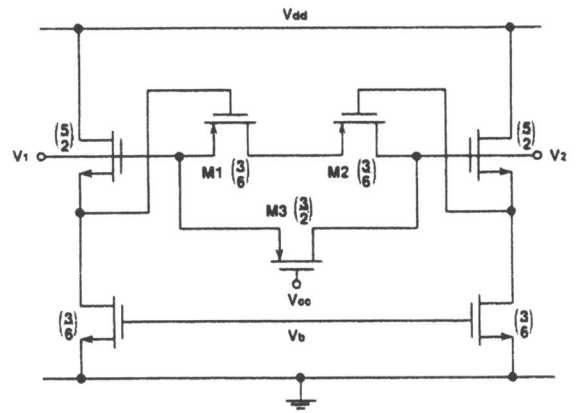 Vdd
(5/2)
V1
M1 (3/6)
M2 (3/6)
(5/2)
V2
M3 (3/2)
Vcc
(3/6)
Vb
(3/6)